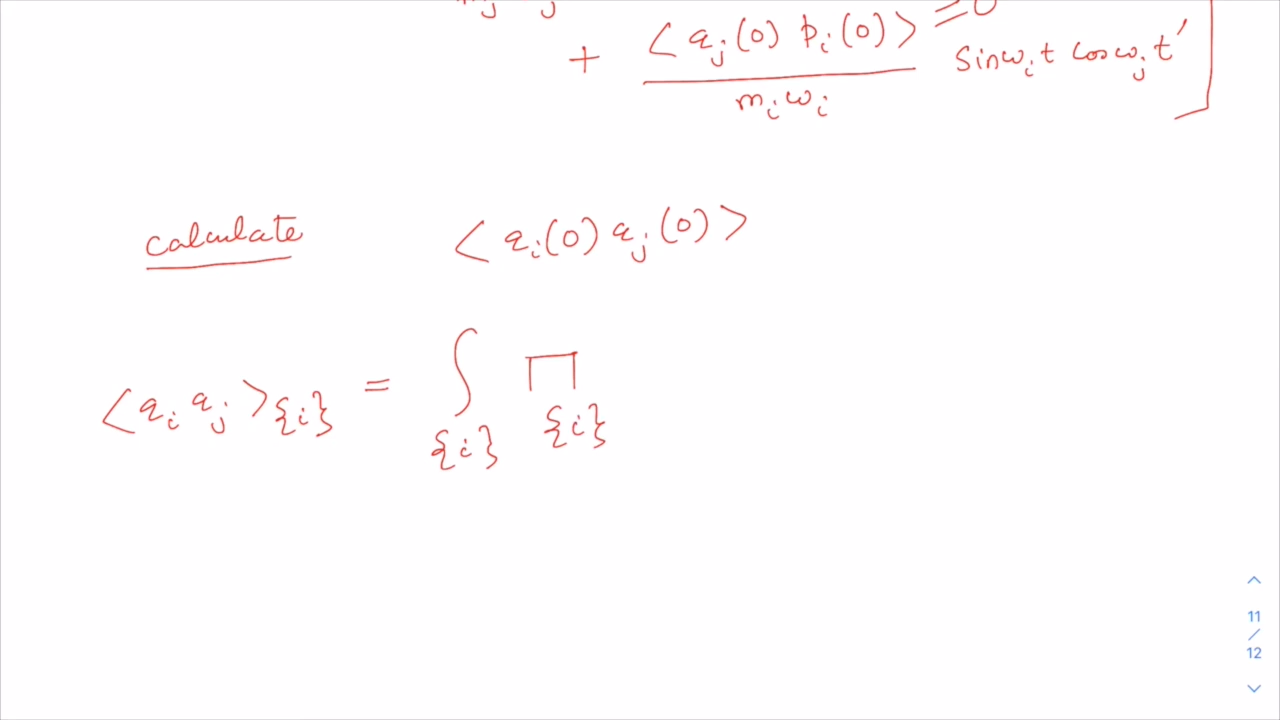 + <q_j(0) p_i(0)> / m_i ω_i = 0 sin ω_i t cos ω_j t′ ]
calculate < q_i(0) q_j(0) >
< q_i q_j >_{i} = ∫_{i} ∏_{i}
11
/
12